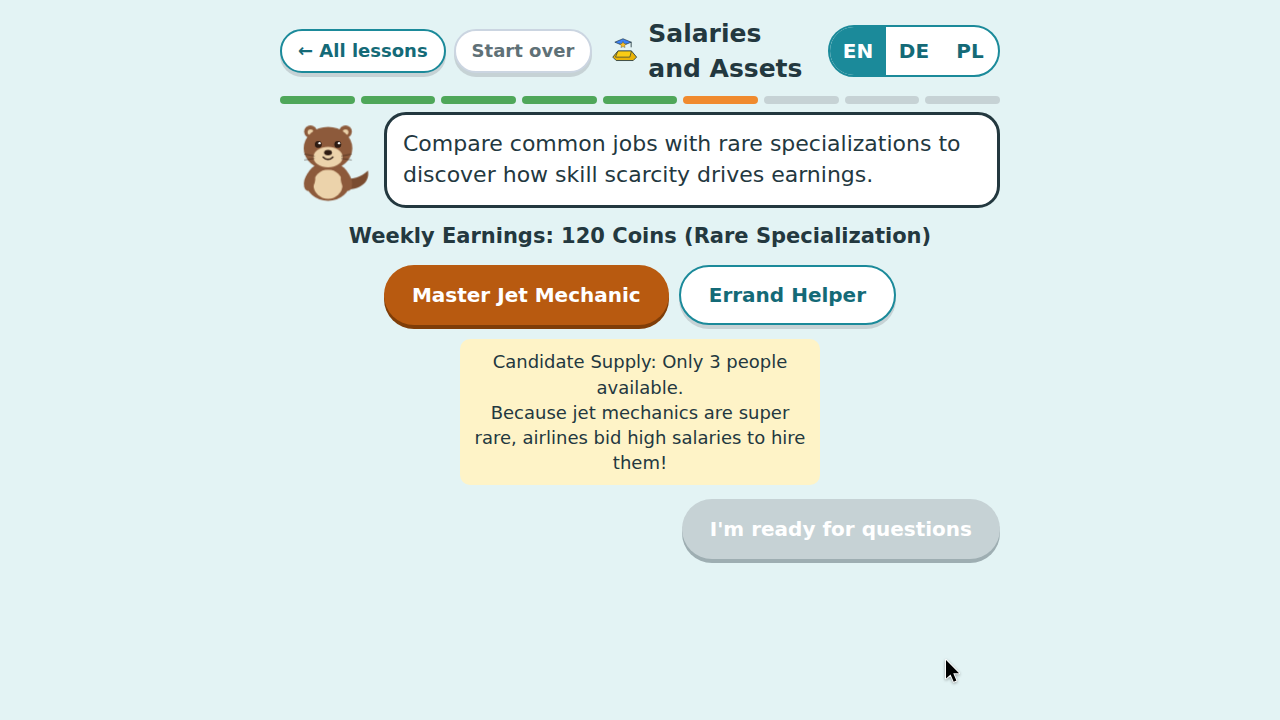 ← All lessons
Start over
Salaries
and Assets
EN
DE
PL
Compare common jobs with rare specializations to
discover how skill scarcity drives earnings.
Weekly Earnings: 120 Coins (Rare Specialization)
Master Jet Mechanic
Errand Helper
Candidate Supply: Only 3 people
available.
Because jet mechanics are super
rare, airlines bid high salaries to hire
them!
I'm ready for questions